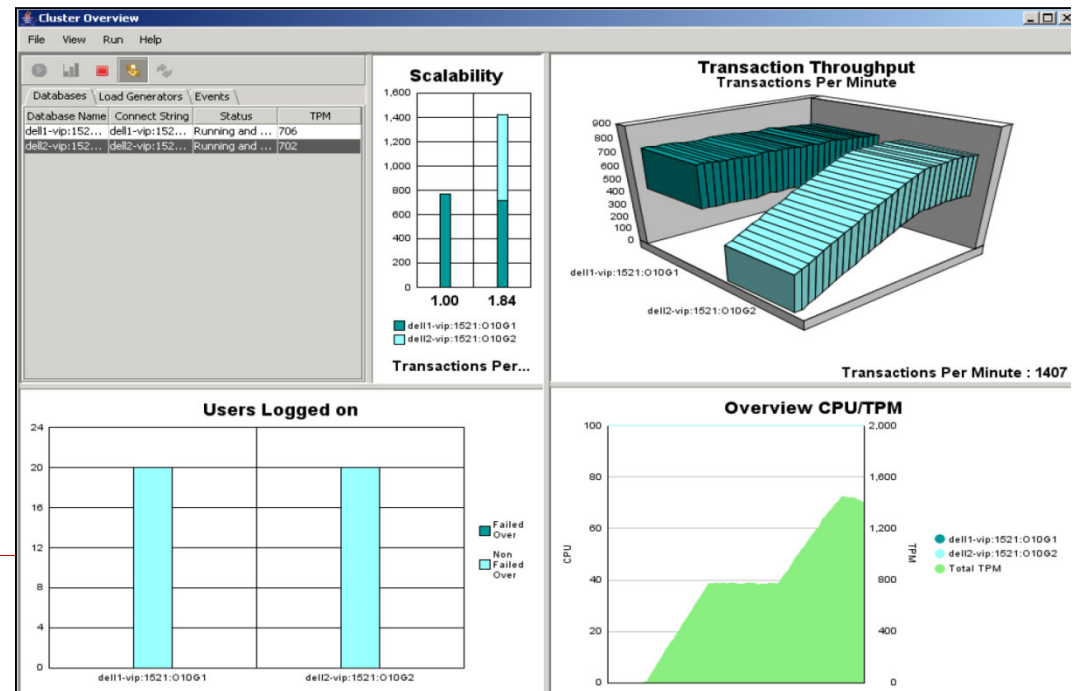 Cluster Overview
File View Run Help
Databases Load Generators Events
Database Name Connect String Status TPM
dell1-vip:152... dell1-vip:152... Running and ... 706
dell2-vip:152... dell2-vip:152... Running and ... 702
Scalability
1,600
1,400
1,200
1,000
800
600
400
200
0
1.00 1.84
dell1-vip:1521:O10G1
dell2-vip:1521:O10G2
Transactions Per...
Transaction Throughput
Transactions Per Minute
900
800
700
600
500
400
300
200
100
0
dell1-vip:1521:O10G1
dell2-vip:1521:O10G2
Transactions Per Minute : 1407
Users Logged on
24
20
16
12
8
4
0
dell1-vip:1521:O10G1 dell2-vip:1521:O10G2
Failed
Over
Non
Failed
Over
Overview CPU/TPM
100 2,000
80 1,600
60 1,200
40 800
20 400
0 0
CPU
TPM
dell1-vip:1521:O10G1
dell2-vip:1521:O10G2
Total TPM